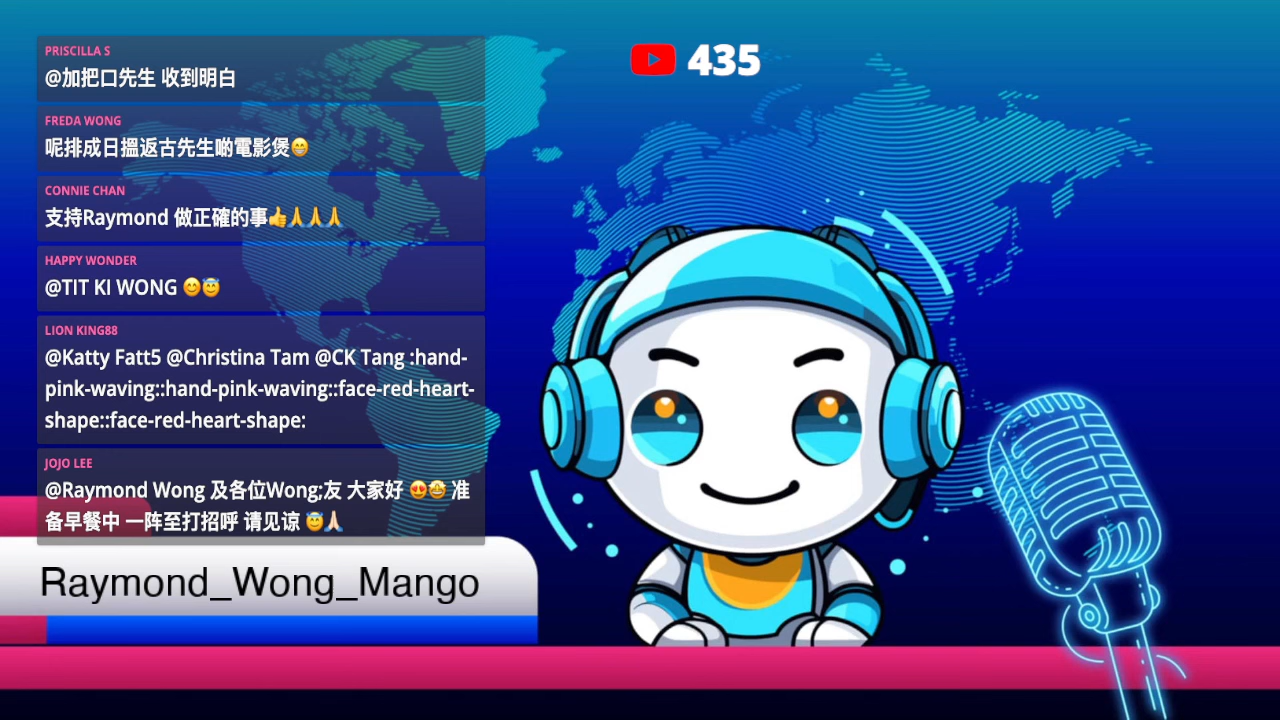 PRISCILLA S
@加把口先生 收到明白
435
FREDA WONG
呢排成日搵返古先生啲電影煲😁
CONNIE CHAN
支持Raymond 做正確的事👍🙏🙏🙏
HAPPY WONDER
@TIT KI WONG 😊😇
LION KING88
@Katty Fatt5 @Christina Tam @CK Tang :hand-
pink-waving::hand-pink-waving::face-red-heart-
shape::face-red-heart-shape:
JOJO LEE
@Raymond Wong 及各位Wong;友 大家好 😍🤩 准
备早餐中 一阵至打招呼 请见谅 😇🙏🏻
Raymond_Wong_Mango